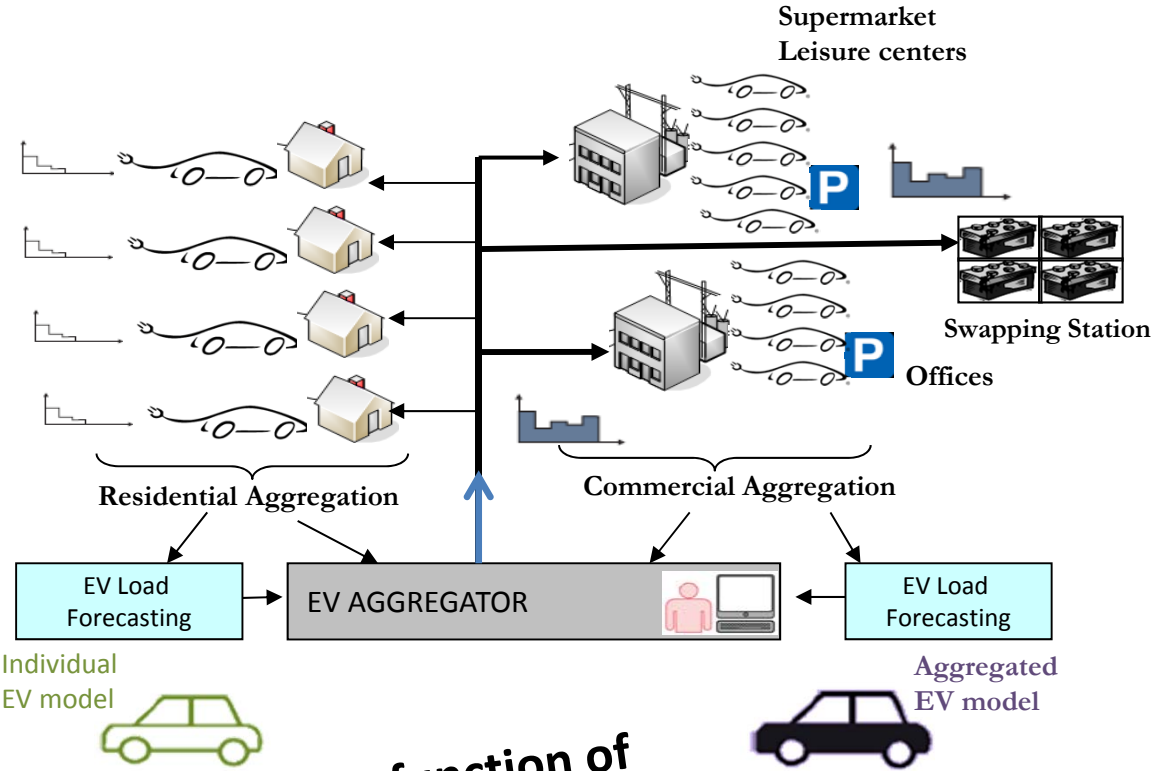 Supermarket
Leisure centers
P
Swapping Station
P
Offices
Residential Aggregation
Commercial Aggregation
EV Load
Forecasting
EV AGGREGATOR
EV Load
Forecasting
Individual
EV model
Aggregated
EV model
function of